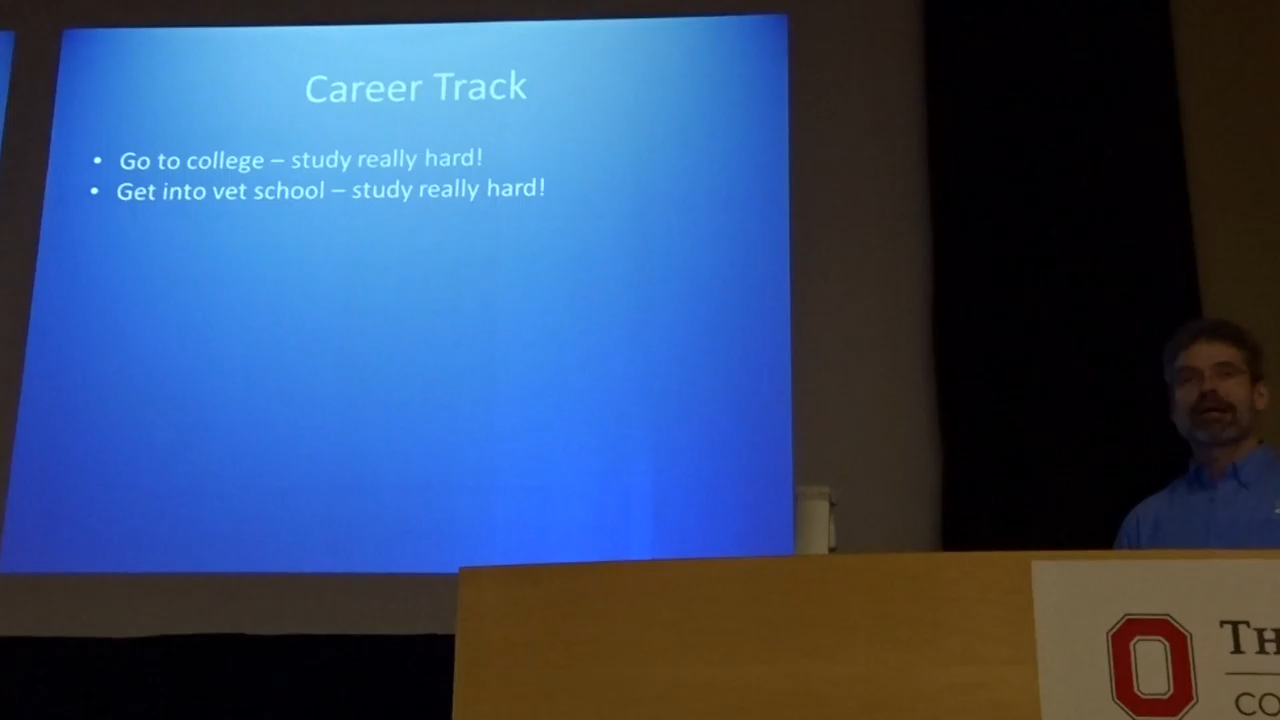 Career Track
• Go to college – study really hard!
• Get into vet school – study really hard!
O
TH
CO